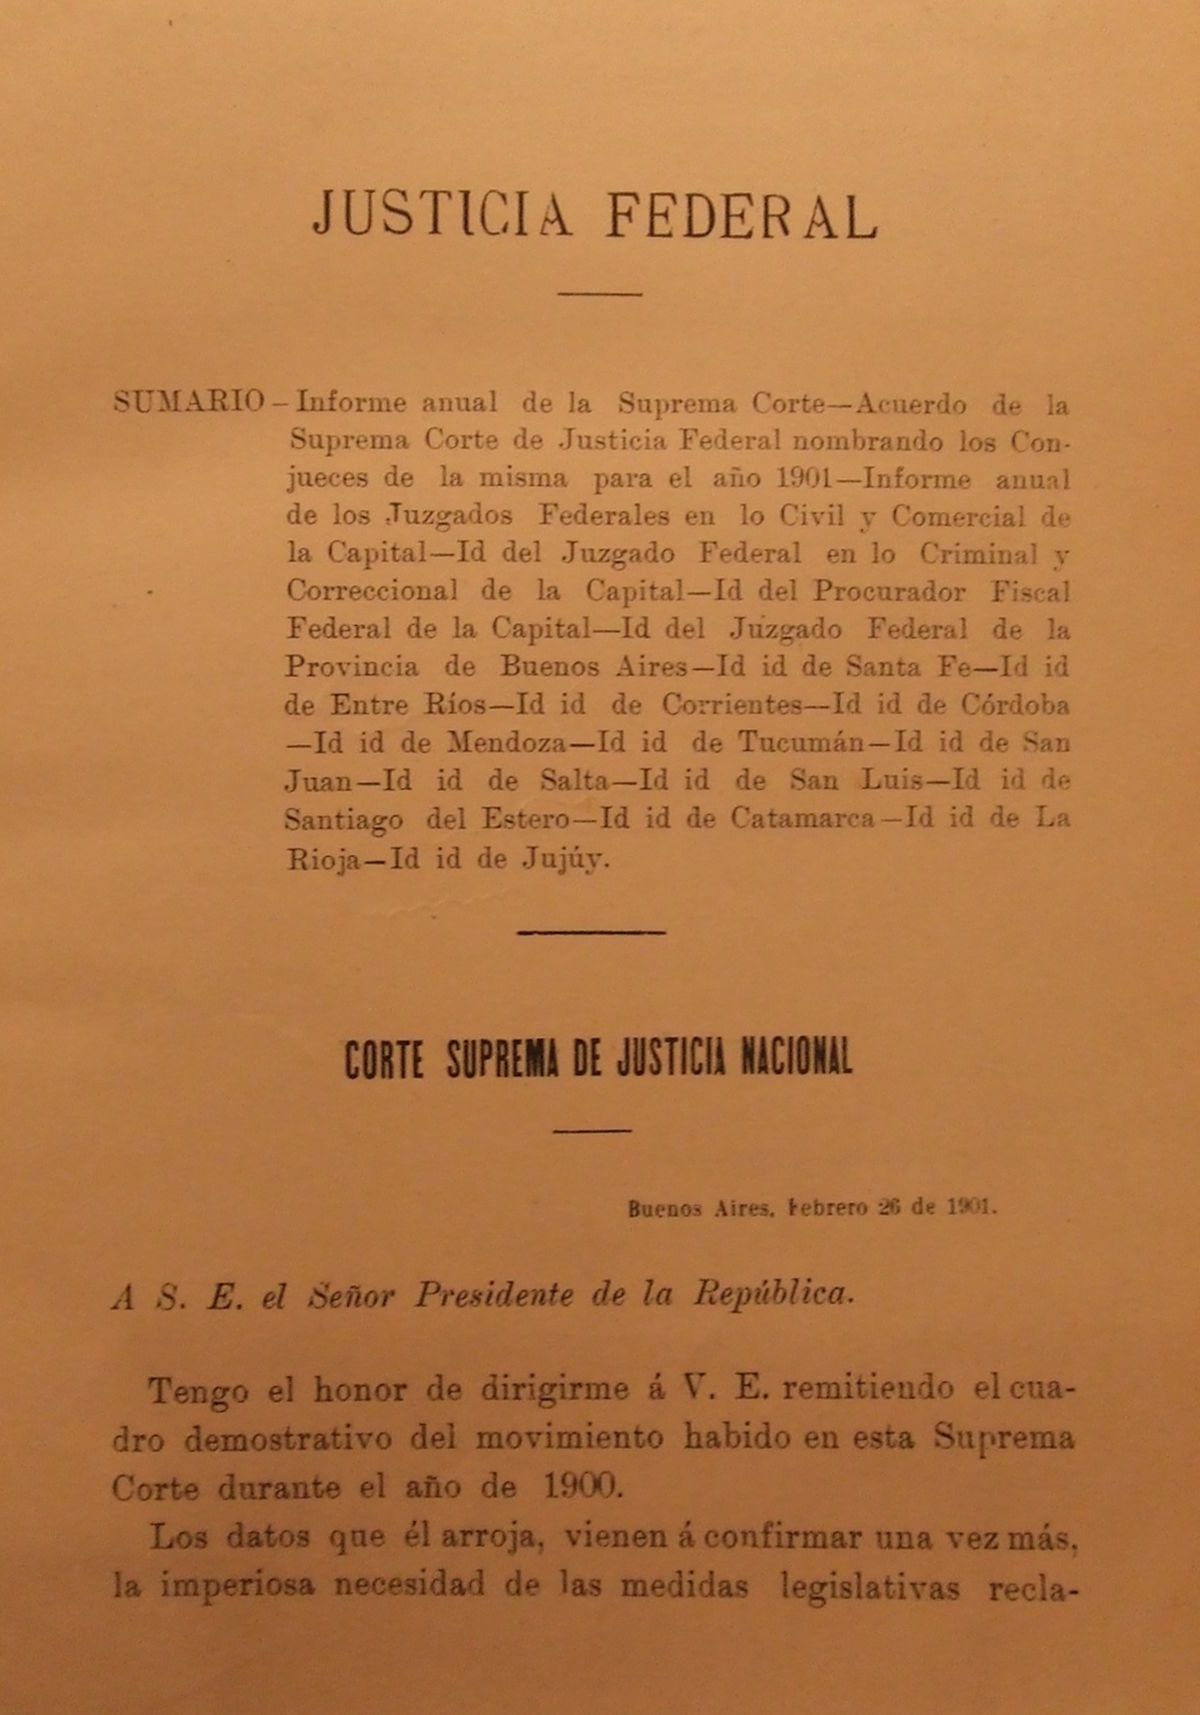 JUSTICIA FEDERAL
SUMARIO – Informe anual de la Suprema Corte—Acuerdo de la
Suprema Corte de Justicia Federal nombrando los Con-
jueces de la misma para el año 1901—Informe anual
de los Juzgados Federales en lo Civil y Comercial de
la Capital—Id del Juzgado Federal en lo Criminal y
Correccional de la Capital—Id del Procurador Fiscal
Federal de la Capital—Id del Juzgado Federal de la
Provincia de Buenos Aires—Id id de Santa Fe—Id id
de Entre Ríos—Id id de Corrientes—Id id de Córdoba
—Id id de Mendoza—Id id de Tucumán—Id id de San
Juan—Id id de Salta—Id id de San Luis—Id id de
Santiago del Estero—Id id de Catamarca—Id id de La
Rioja—Id id de Jujúy.
CORTE SUPREMA DE JUSTICIA NACIONAL
Buenos Aires, Febrero 26 de 1901.
A S. E. el Señor Presidente de la República.
Tengo el honor de dirigirme á V. E. remitiendo el cua-
dro demostrativo del movimiento habido en esta Suprema
Corte durante el año de 1900.
Los datos que él arroja, vienen á confirmar una vez más,
la imperiosa necesidad de las medidas legislativas recla-